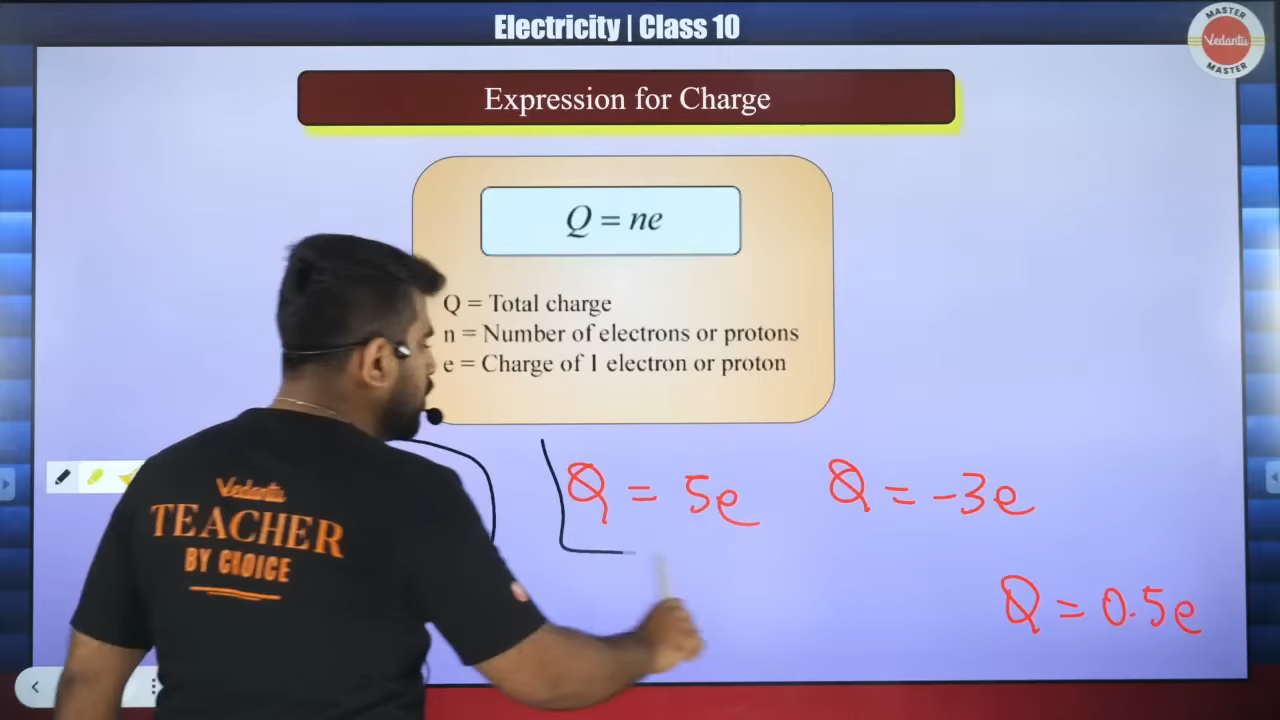 Electricity | Class 10
MASTER
Vedantu
MASTER
Expression for Charge
Q = ne
Q = Total charge
n = Number of electrons or protons
e = Charge of 1 electron or proton
Q = 5e
Q = -3e
Q = 0.5e
Vedantu
TEACHER
BY CHOICE